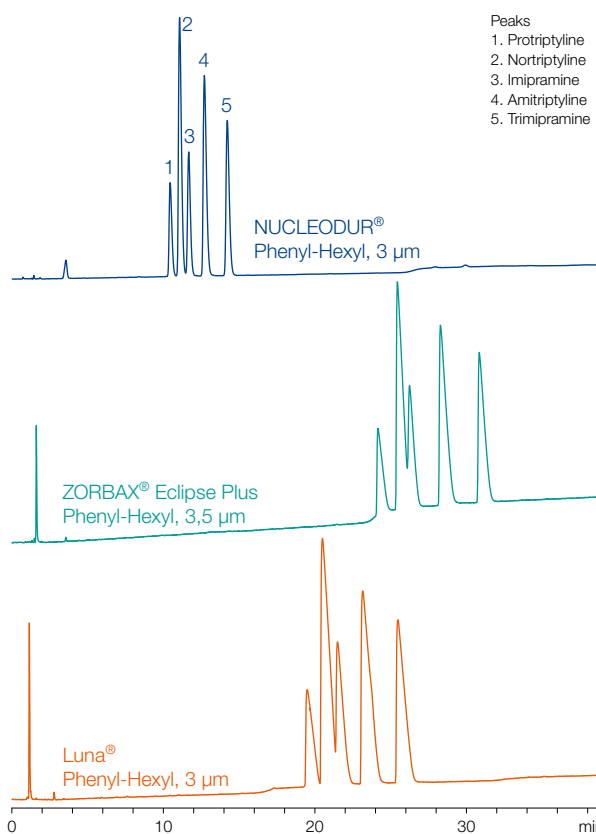 Peaks
1. Protriptyline
2. Nortriptyline
3. Imipramine
4. Amitriptyline
5. Trimipramine
2
4
5
3
1
NUCLEODUR®
Phenyl-Hexyl, 3 µm
ZORBAX® Eclipse Plus
Phenyl-Hexyl, 3,5 µm
Luna®
Phenyl-Hexyl, 3 µm
0 10 20 30 mi